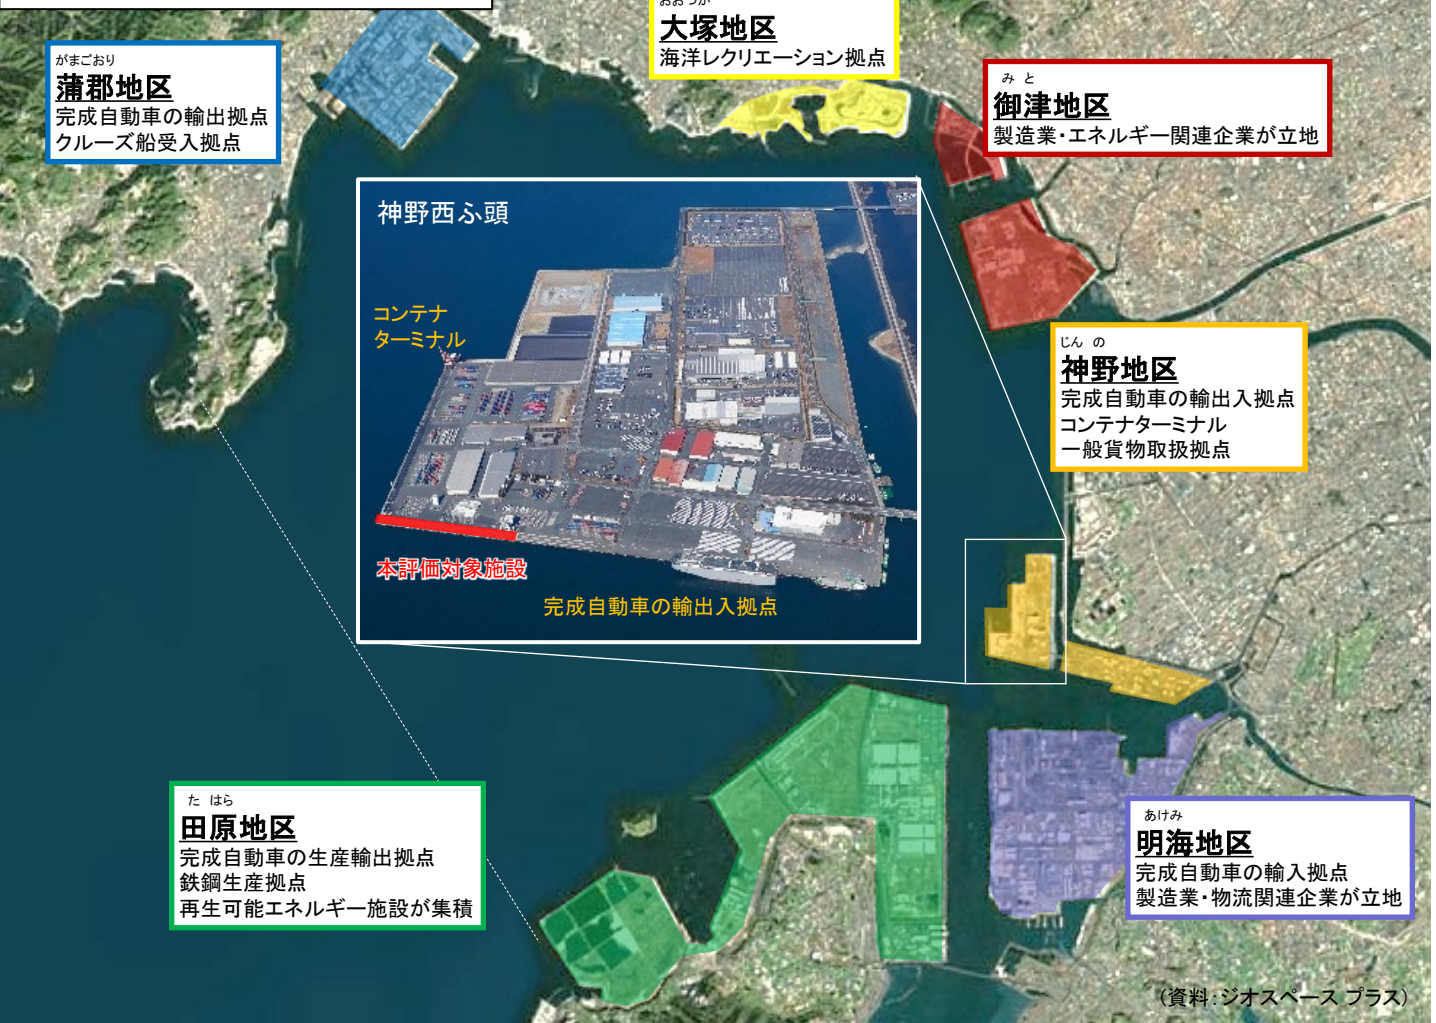 がまごおり
蒲郡地区
完成自動車の輸出拠点
クルーズ船受入拠点
おおつか
大塚地区
海洋レクリエーション拠点
みと
御津地区
製造業・エネルギー関連企業が立地
神野西ふ頭
コンテナ
ターミナル
本評価対象施設
完成自動車の輸出入拠点
じんの
神野地区
完成自動車の輸出入拠点
コンテナターミナル
一般貨物取扱拠点
たはら
田原地区
完成自動車の生産輸出拠点
鉄鋼生産拠点
再生可能エネルギー施設が集積
あけみ
明海地区
完成自動車の輸入拠点
製造業・物流関連企業が立地
(資料:ジオスペース プラス)